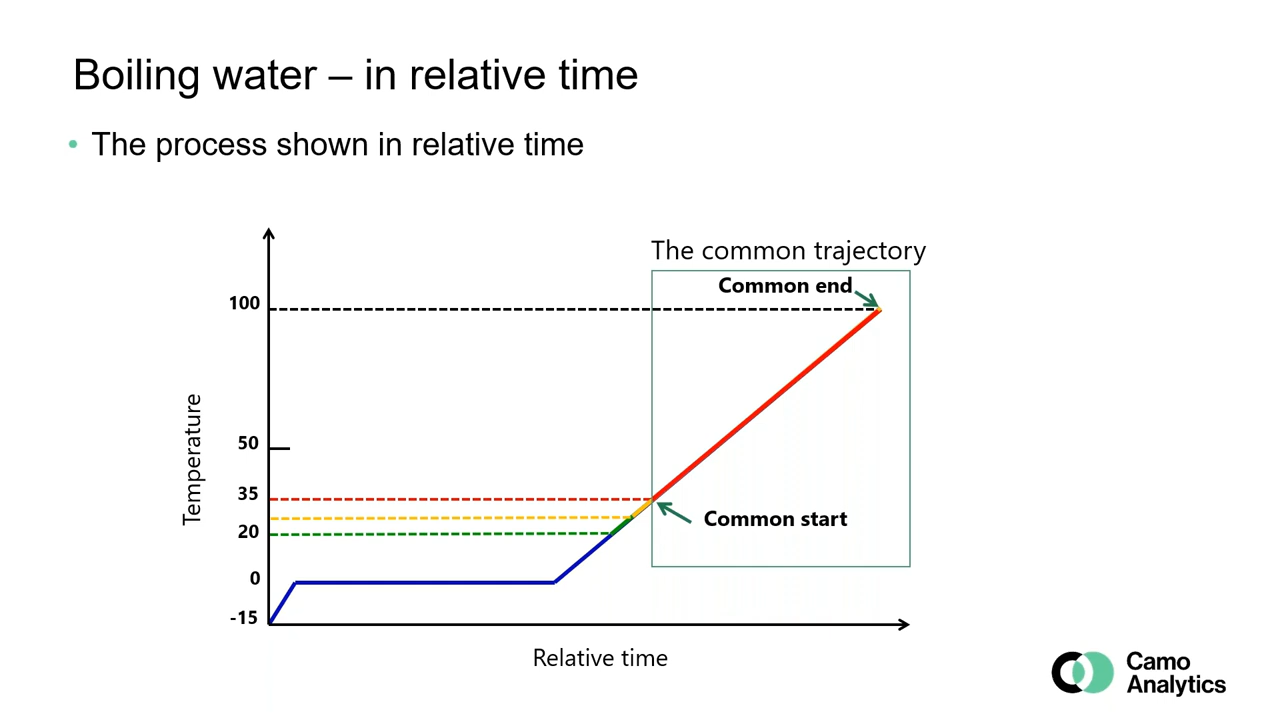 Boiling water – in relative time
• The process shown in relative time
The common trajectory
Common end
100
Temperature
50
35
Common start
20
0
-15
Relative time
Camo
Analytics